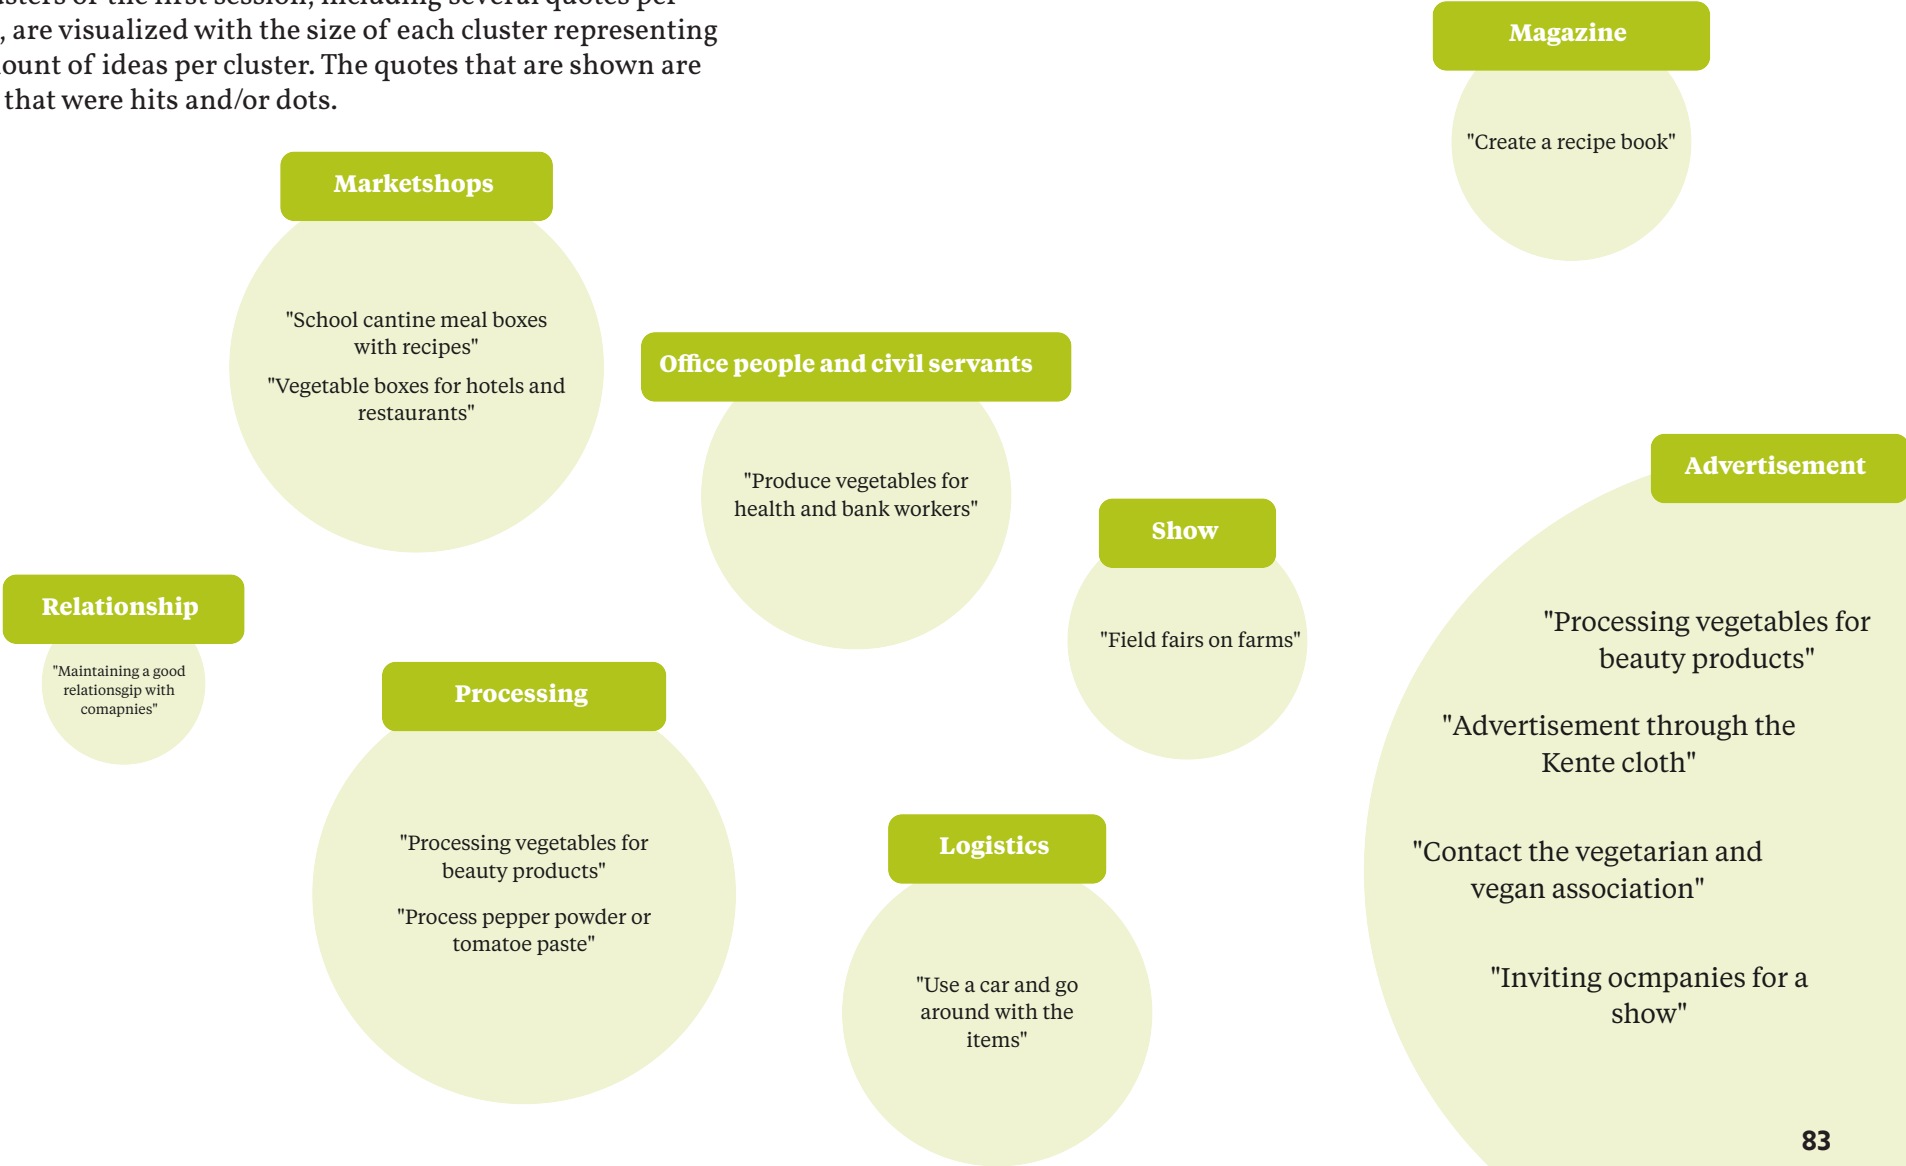 , are visualized with the size of each cluster representing
of ideas per cluster. The quotes that are shown are
that were hits and/or dots.
Magazine
"Create a recipe book"
Marketshops
"School cantine meal boxes
with recipes"
"Vegetable boxes for hotels and
restaurants"
Office people and civil servants
"Produce vegetables for
health and bank workers"
Show
"Field fairs on farms"
Advertisement
"Processing vegetables for
beauty products"
"Advertisement through the
Kente cloth"
"Contact the vegetarian and
vegan association"
"Inviting ocmpanies for a
show"
Relationship
"Maintaining a good
relationsgip with
comapnies"
Processing
"Processing vegetables for
beauty products"
"Process pepper powder or
tomatoe paste"
Logistics
"Use a car and go
around with the
items"
83